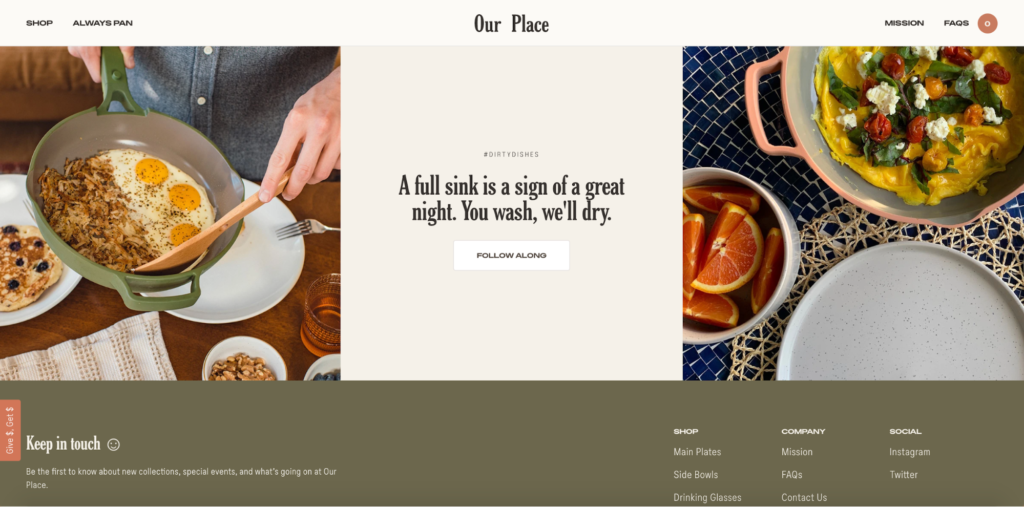 SHOP
ALWAYS PAN
Our Place
MISSION
FAQS
0
#DIRTYDISHES
A full sink is a sign of a great
night. You wash, we'll dry.
FOLLOW ALONG
Give $, Get $
Keep in touch
Be the first to know about new collections, special events, and what's going on at Our
Place.
SHOP
Main Plates
Side Bowls
Drinking Glasses
COMPANY
Mission
FAQs
Contact Us
SOCIAL
Instagram
Twitter